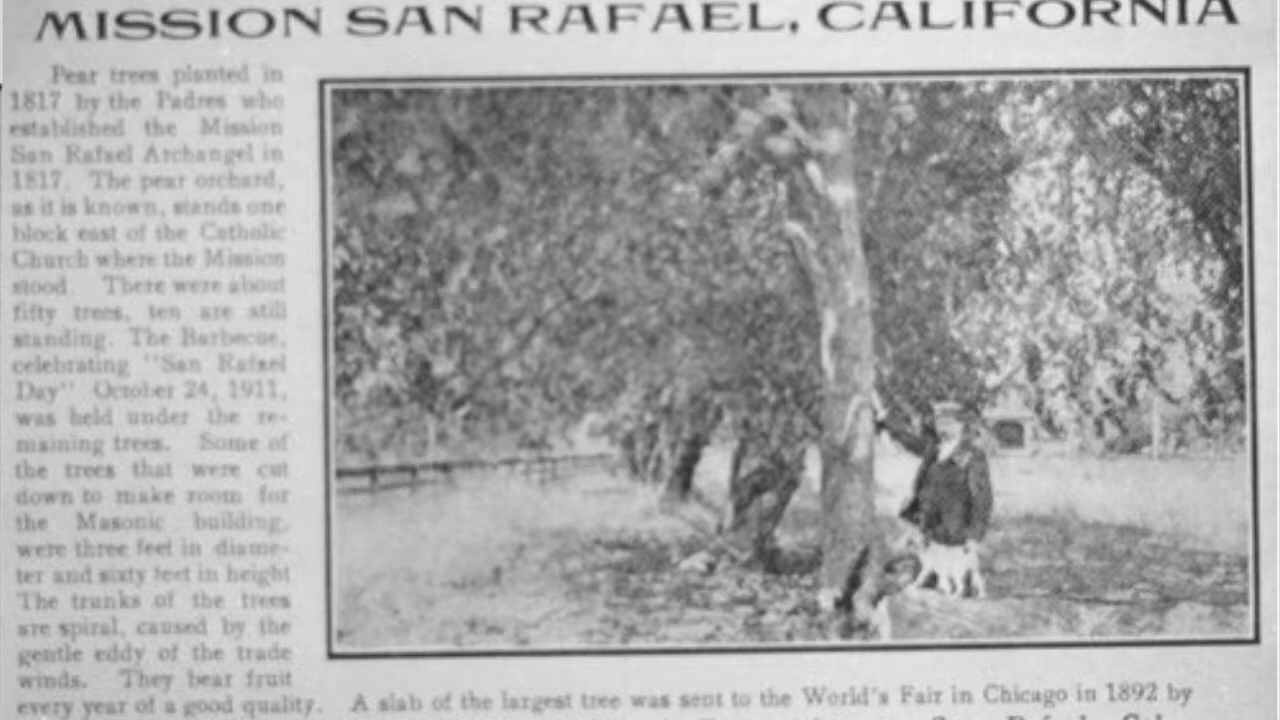 MISSION SAN RAFAEL, CALIFORNIA
Pear trees planted in
1817 by the Padres who
established the Mission
San Rafael Archangel in
1817. The pear orchard,
as it is known, stands one
block east of the Catholic
Church where the Mission
stood. There were about
fifty trees, ten are still
standing. The Barbecue,
celebrating "San Rafael
Day" October 24, 1911,
was held under the re-
maining trees. Some of
the trees that were cut
down to make room for
the Masonic building,
were three feet in diame-
ter and sixty feet in height
The trunks of the trees
are spiral, caused by the
gentle eddy of the trade
winds. They bear fruit
every year of a good quality. A slab of the largest tree was sent to the World's Fair in Chicago in 1892 by